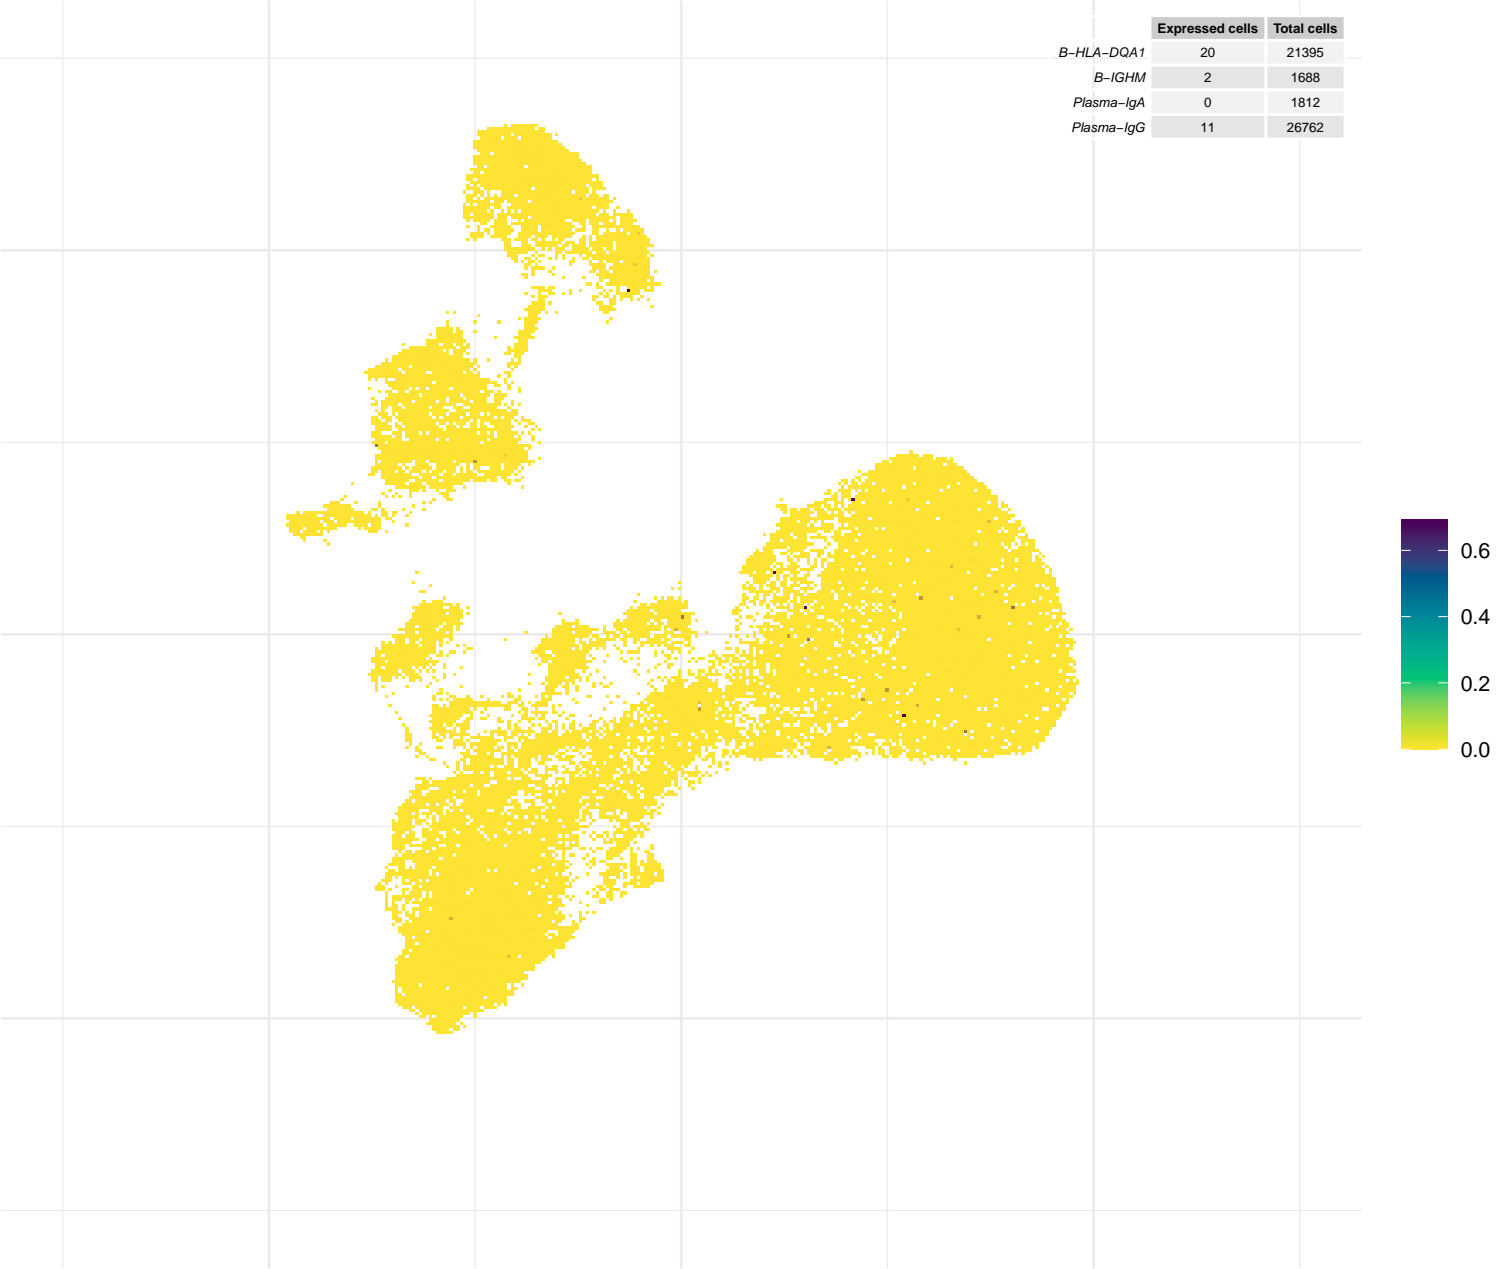 Expressed cells Total cells
B–HLA–DQA1 20 21395
B–IGHM 2 1688
Plasma–IgA 0 1812
Plasma–IgG 11 26762
0.6
0.4
0.2
0.0